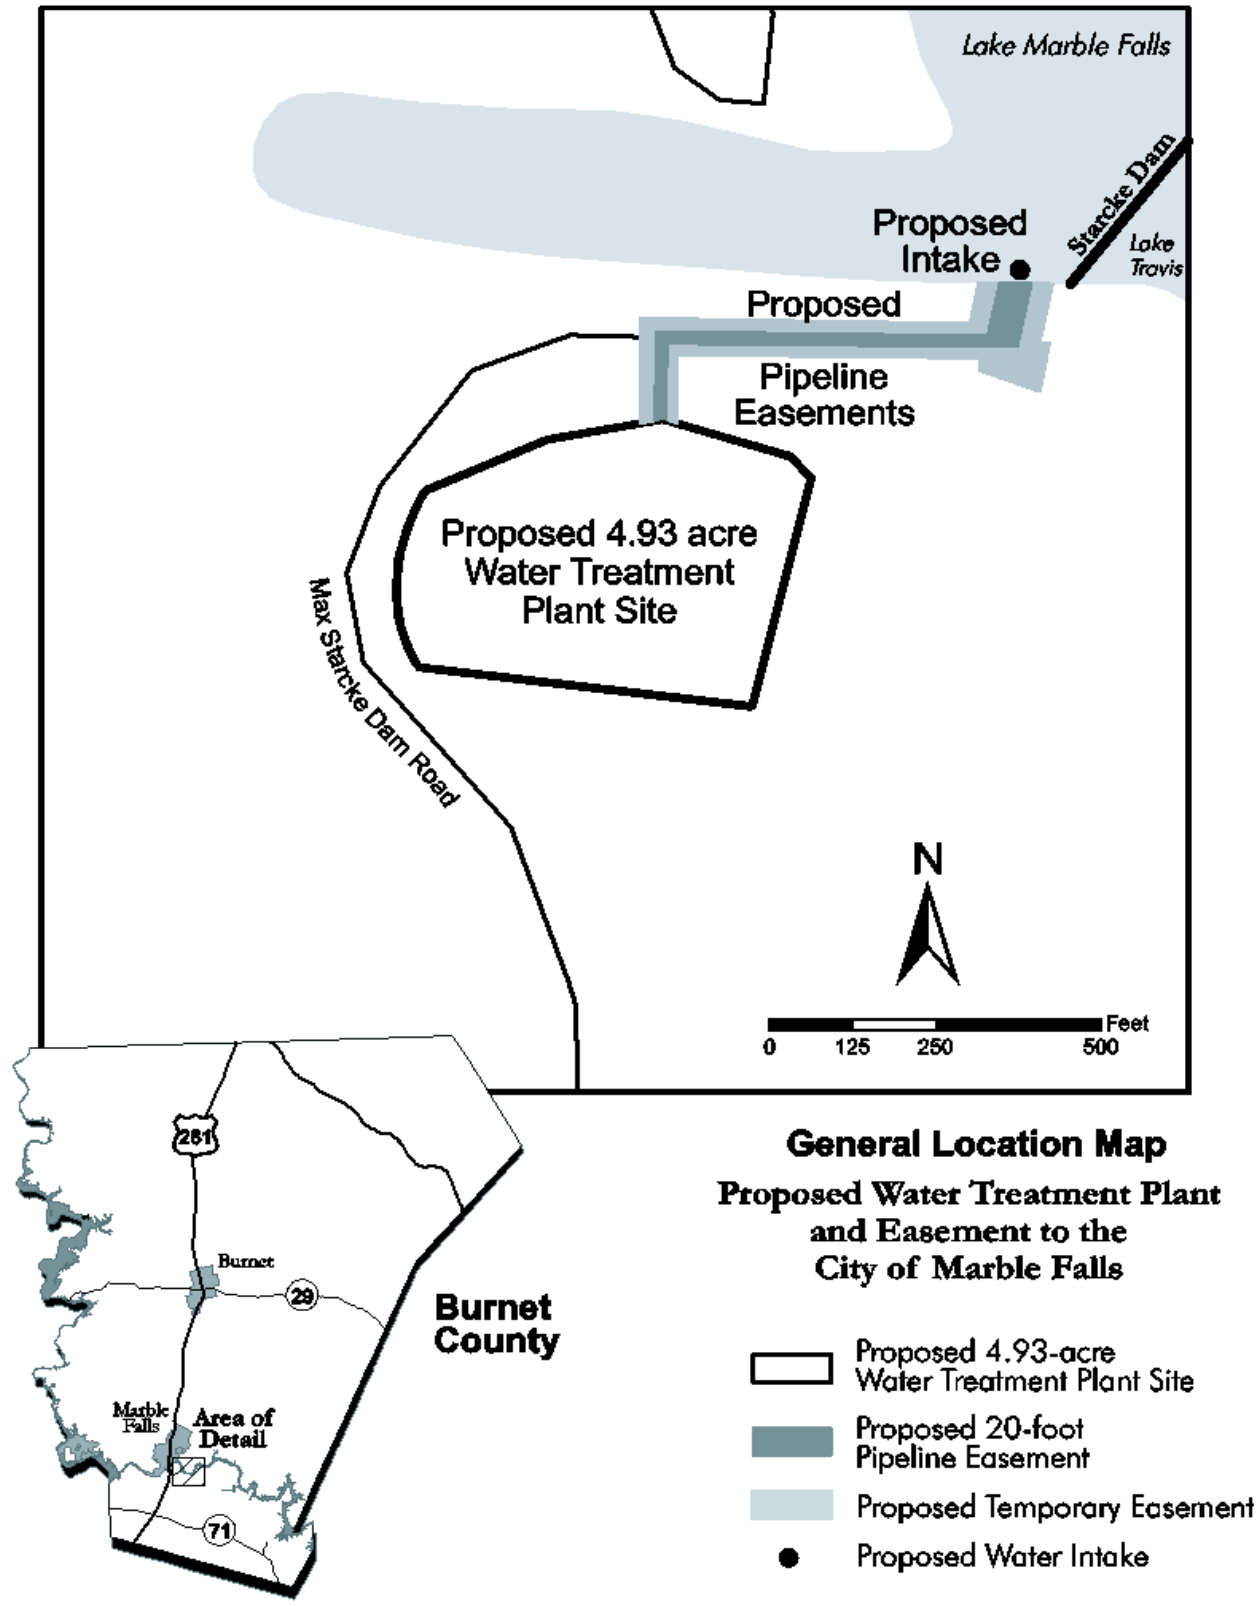 Lake Marble Falls
Starcke Dam
Lake
Travis
Proposed
Intake
Proposed
Pipeline
Easements
Proposed 4.93 acre
Water Treatment
Plant Site
Max Starcke Dam Road
N
Feet
0 125 250 500
281
Burnet
29
Burnet
County
Marble
Falls
Area of
Detail
71
General Location Map
Proposed Water Treatment Plant
and Easement to the
City of Marble Falls
Proposed 4.93-acre
Water Treatment Plant Site
Proposed 20-foot
Pipeline Easement
Proposed Temporary Easement
Proposed Water Intake